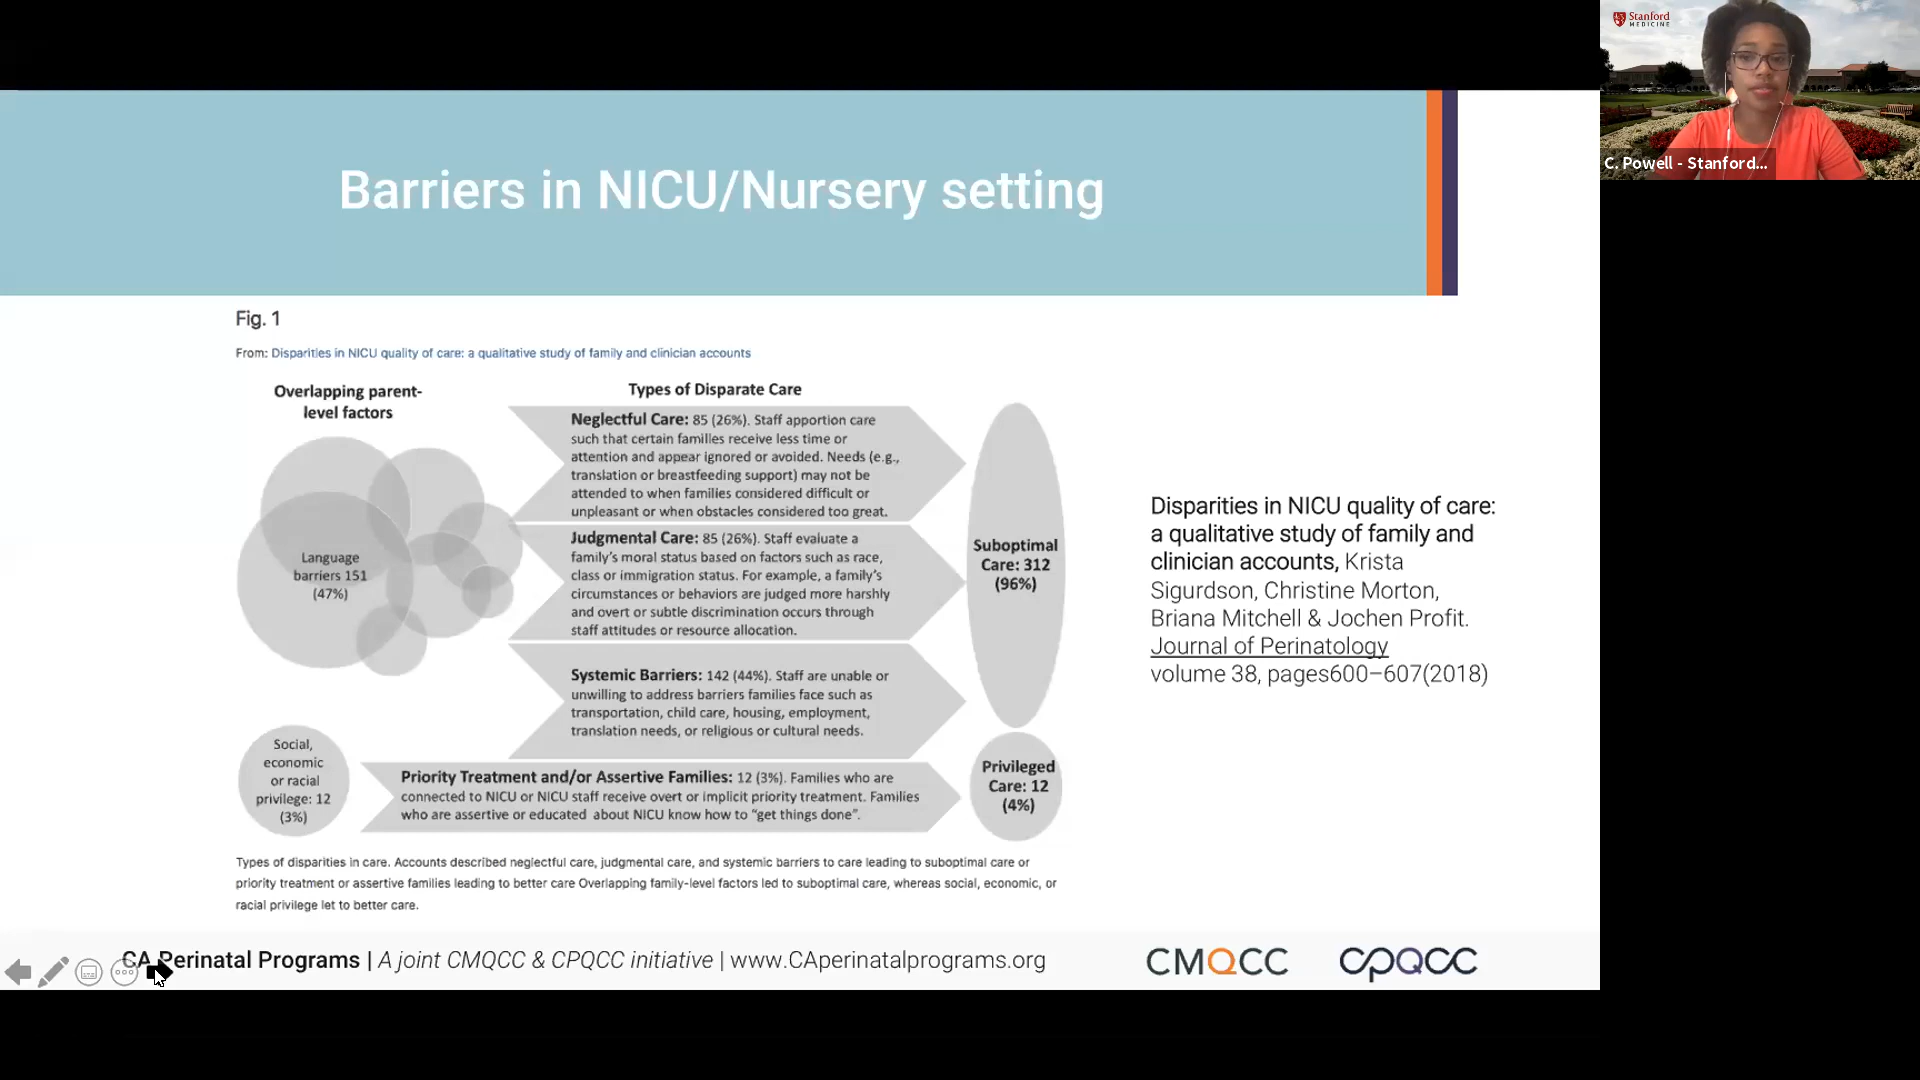 Stanford
MEDICINE
C. Powell - Stanford...
Barriers in NICU/Nursery setting
Fig. 1
From: Disparities in NICU quality of care: a qualitative study of family and clinician accounts
Overlapping parent-
level factors
Language
barriers 151
(47%)
Social,
economic
or racial
privilege: 12
(3%)
Types of Disparate Care
Neglectful Care: 85 (26%). Staff apportion care
such that certain families receive less time or
attention and appear ignored or avoided. Needs (e.g.,
translation or breastfeeding support) may not be
attended to when families considered difficult or
unpleasant or when obstacles considered too great.
Judgmental Care: 85 (26%). Staff evaluate a
family's moral status based on factors such as race,
class or immigration status. For example, a family's
circumstances or behaviors are judged more harshly
and overt or subtle discrimination occurs through
staff attitudes or resource allocation.
Systemic Barriers: 142 (44%). Staff are unable or
unwilling to address barriers families face such as
transportation, child care, housing, employment,
translation needs, or religious or cultural needs.
Priority Treatment and/or Assertive Families: 12 (3%). Families who are
connected to NICU or NICU staff receive overt or implicit priority treatment. Families
who are assertive or educated about NICU know how to "get things done".
Suboptimal
Care: 312
(96%)
Privileged
Care: 12
(4%)
Types of disparities in care. Accounts described neglectful care, judgmental care, and systemic barriers to care leading to suboptimal care or
priority treatment or assertive families leading to better care Overlapping family-level factors led to suboptimal care, whereas social, economic, or
racial privilege let to better care.
Disparities in NICU quality of care:
a qualitative study of family and
clinician accounts, Krista
Sigurdson, Christine Morton,
Briana Mitchell & Jochen Profit.
Journal of Perinatology
volume 38, pages600–607(2018)
CA Perinatal Programs | A joint CMQCC & CPQCC initiative | www.CAperinatalprograms.org
CMQCC
CPQCC